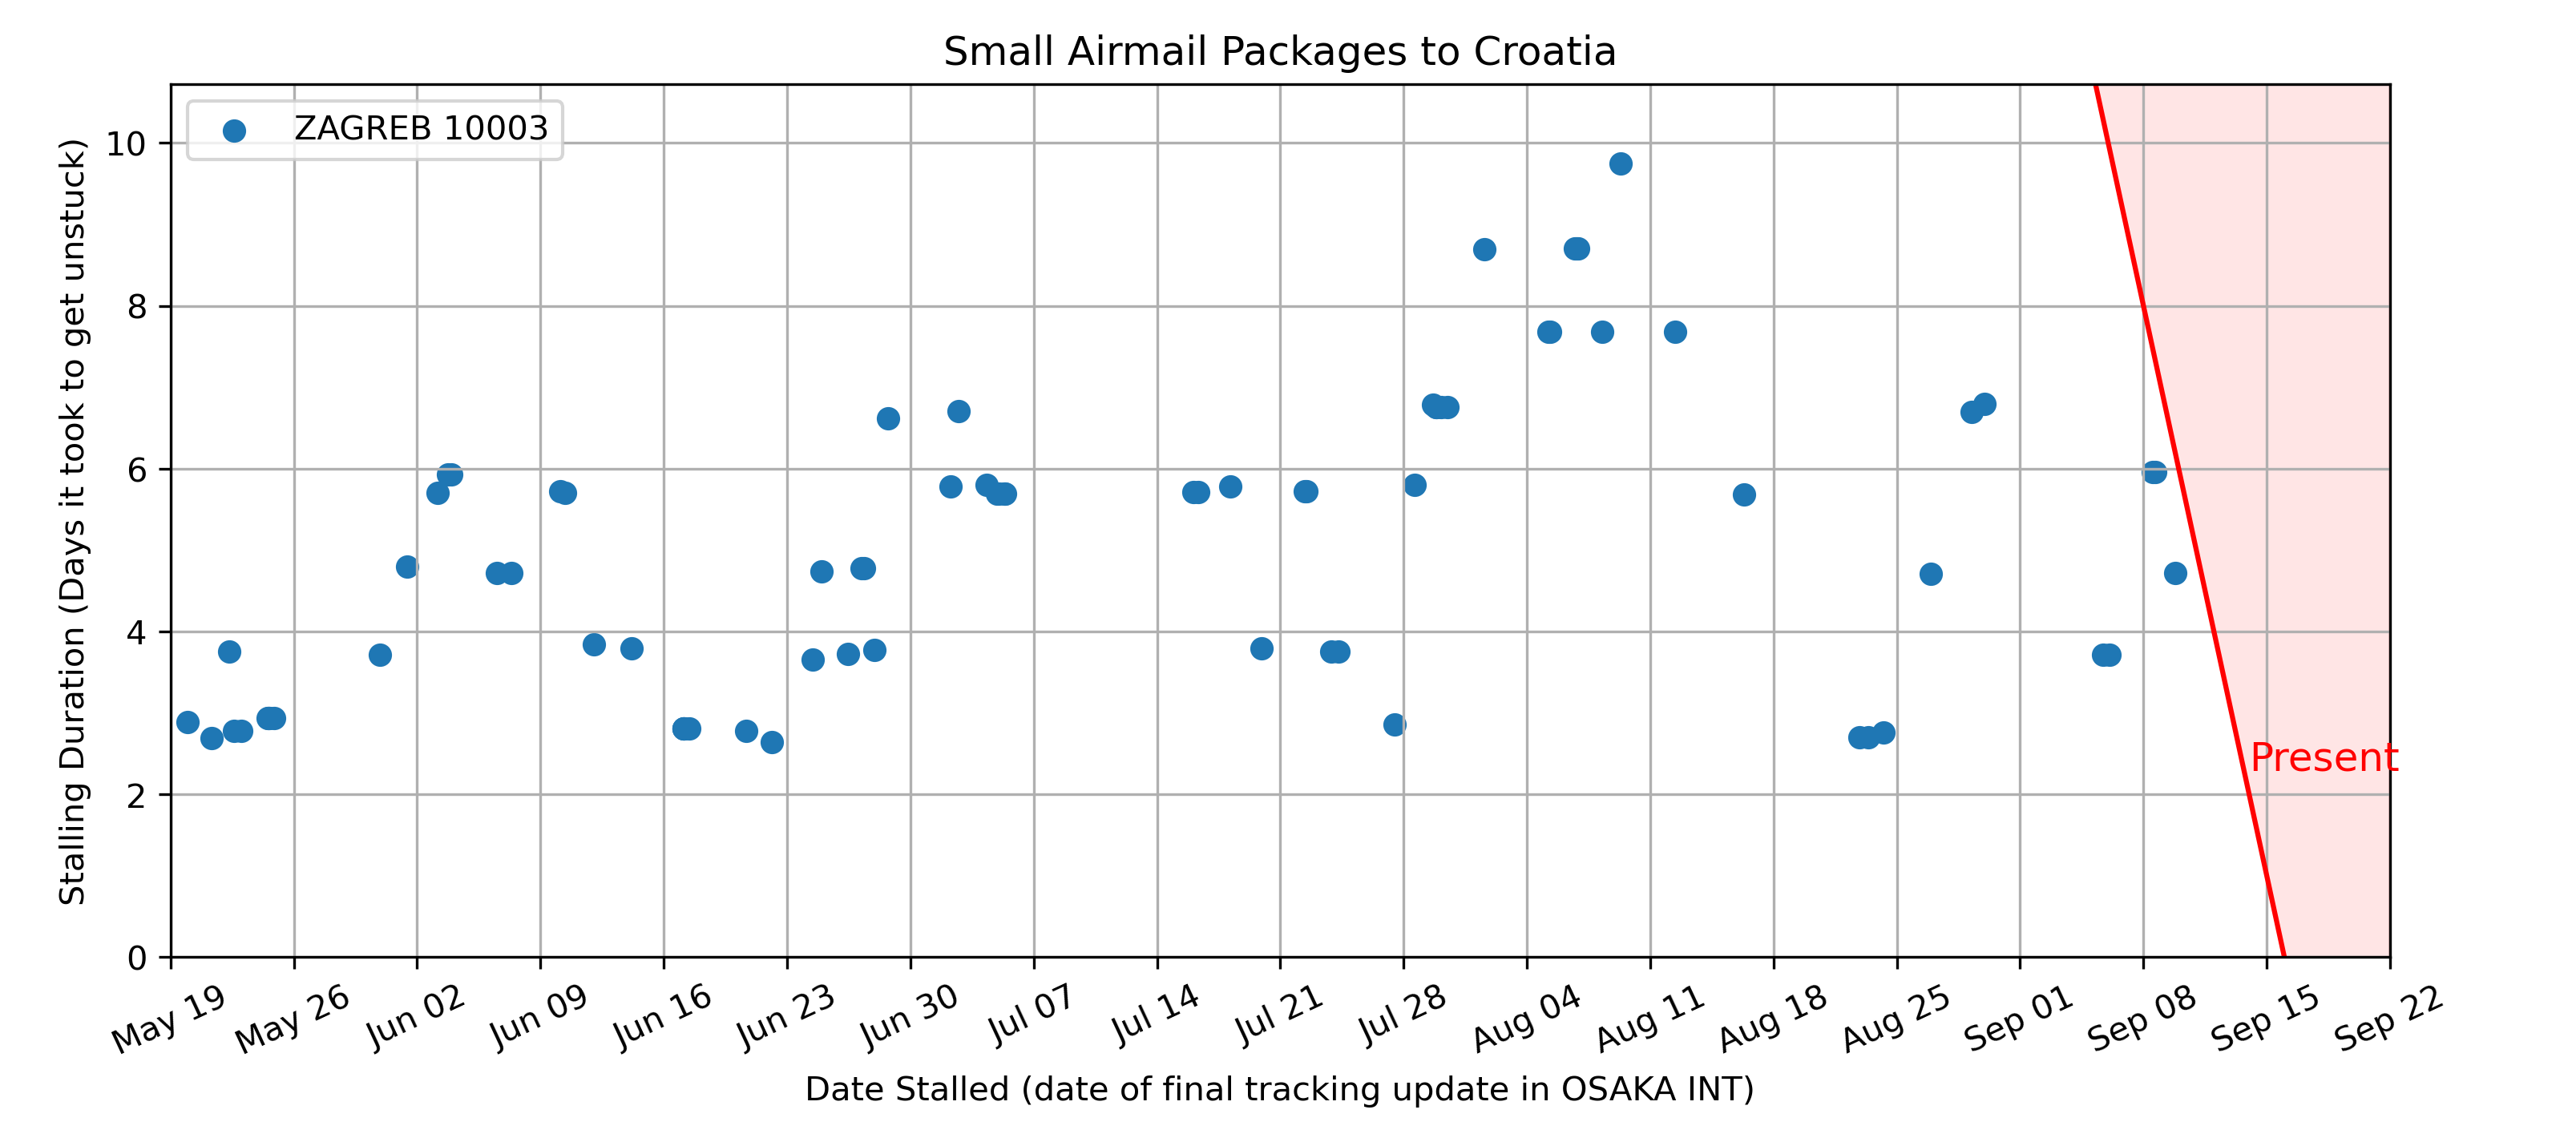 Small Airmail Packages to Croatia
ZAGREB 10003
Stalling Duration (Days it took to get unstuck)
10
8
6
4
2
0
Present
May 19
May 26
Jun 02
Jun 09
Jun 16
Jun 23
Jun 30
Jul 07
Jul 14
Jul 21
Jul 28
Aug 04
Aug 11
Aug 18
Aug 25
Sep 01
Sep 08
Sep 15
Sep 22
Date Stalled (date of final tracking update in OSAKA INT)